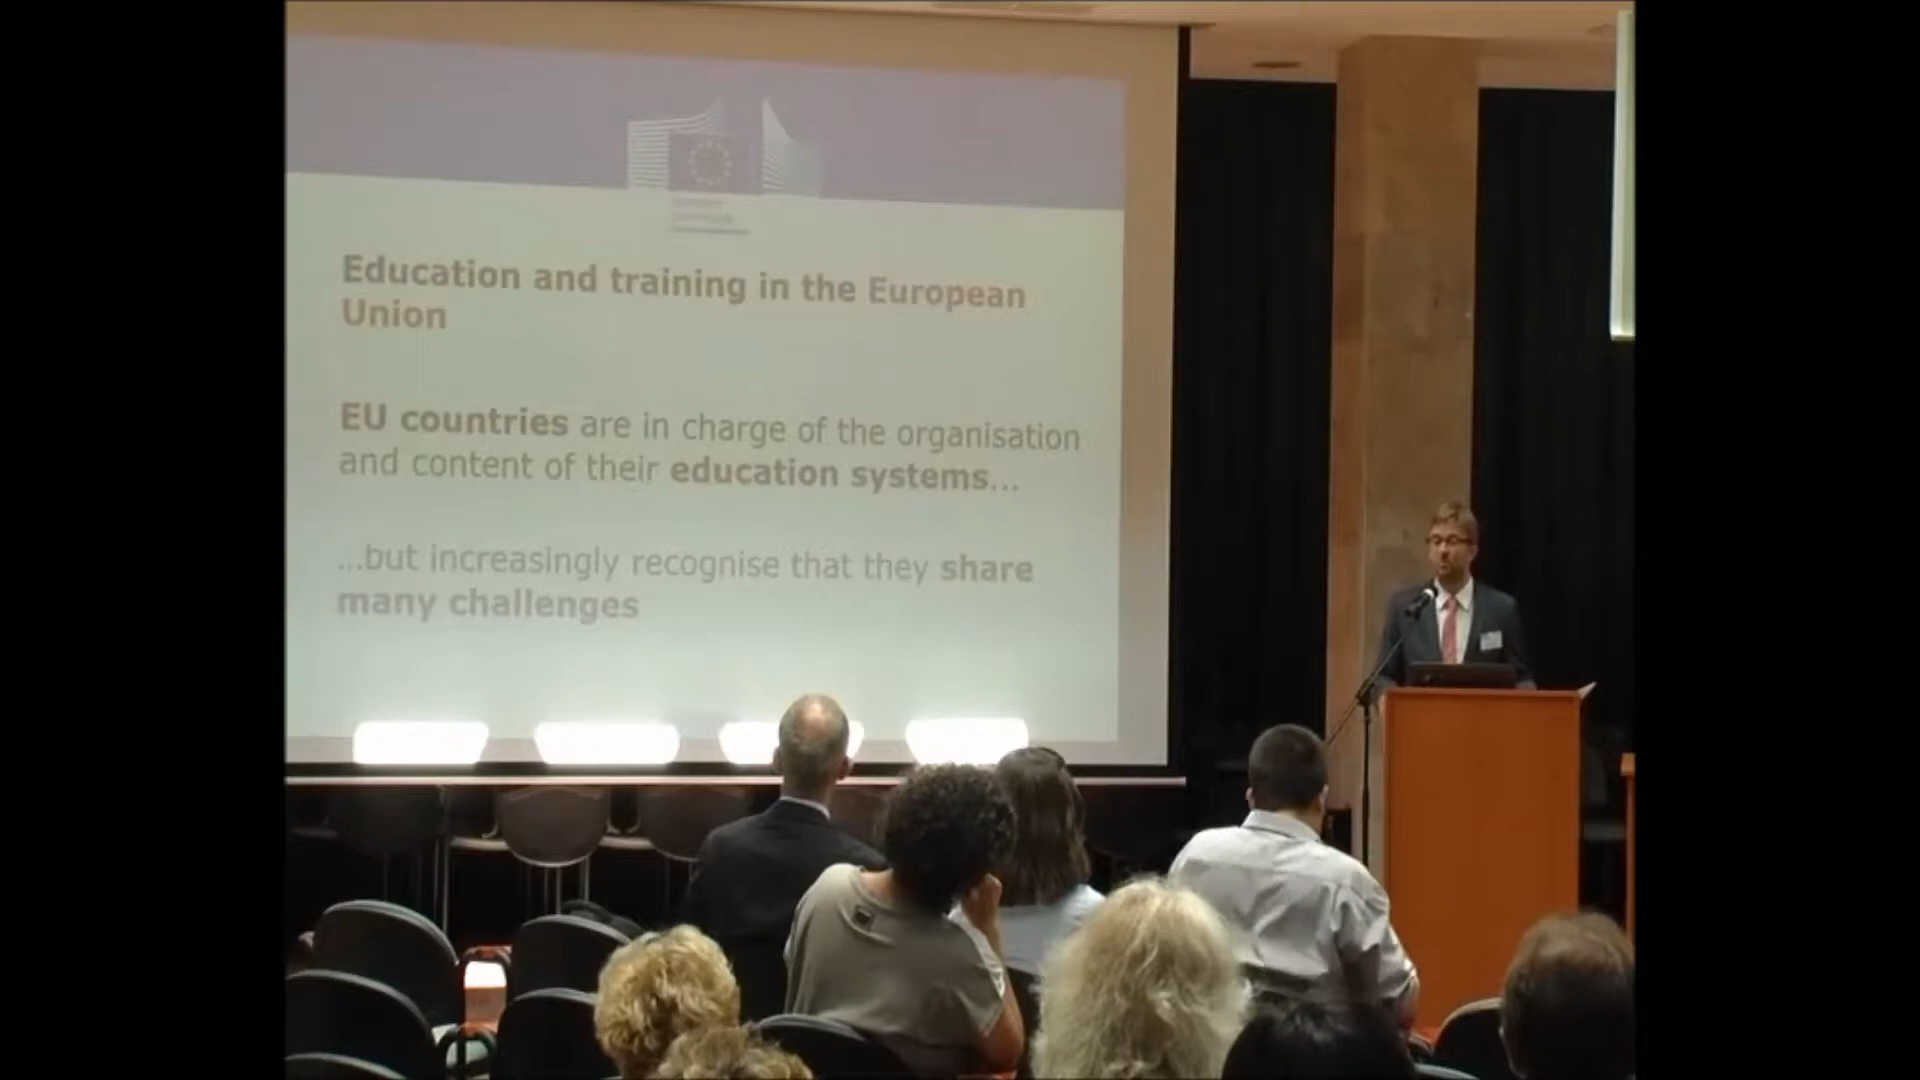 Education and training in the European
Union
EU countries are in charge of the organisation
and content of their education systems...
...but increasingly recognise that they share
many challenges